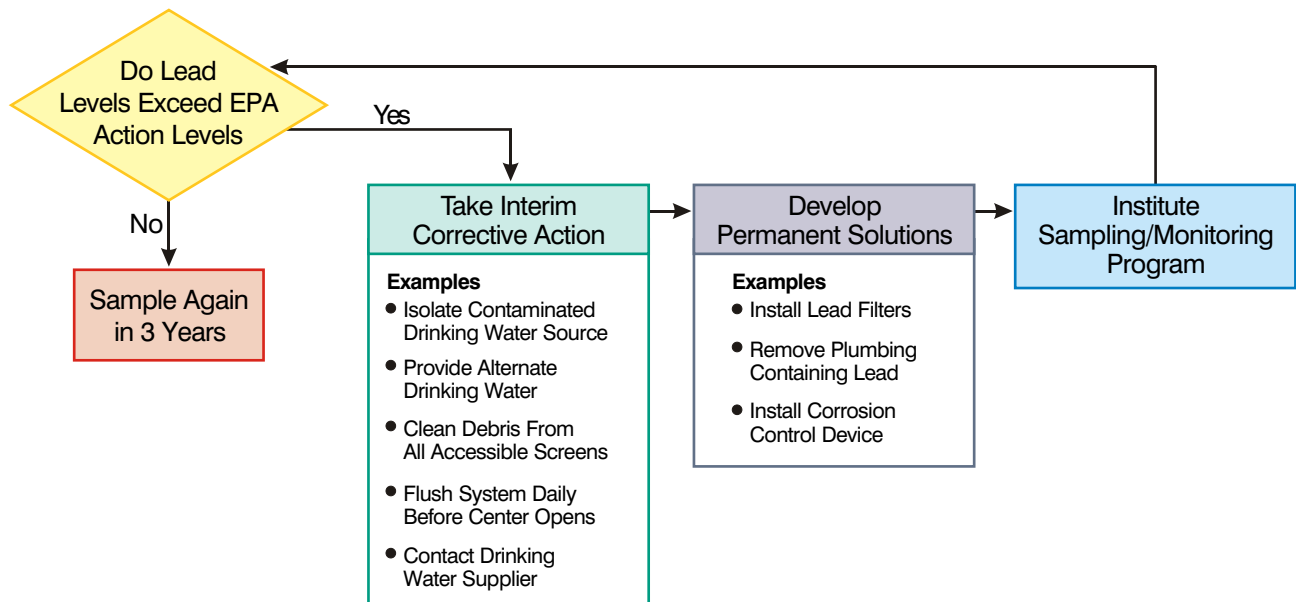 Do Lead
Levels Exceed EPA
Action Levels
Yes
No
Sample Again
in 3 Years
Take Interim
Corrective Action
Examples
• Isolate Contaminated
Drinking Water Source
• Provide Alternate
Drinking Water
• Clean Debris From
All Accessible Screens
• Flush System Daily
Before Center Opens
• Contact Drinking
Water Supplier
Develop
Permanent Solutions
Examples
• Install Lead Filters
• Remove Plumbing
Containing Lead
• Install Corrosion
Control Device
Institute
Sampling/Monitoring
Program